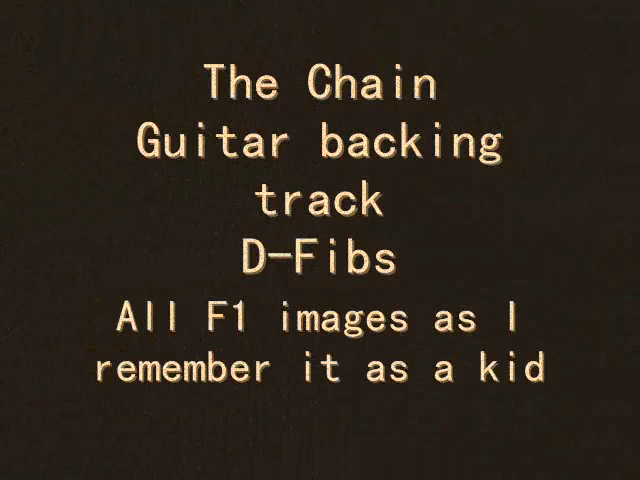 The Chain
Guitar backing
track
D-Fibs
All F1 images as I
remember it as a kid